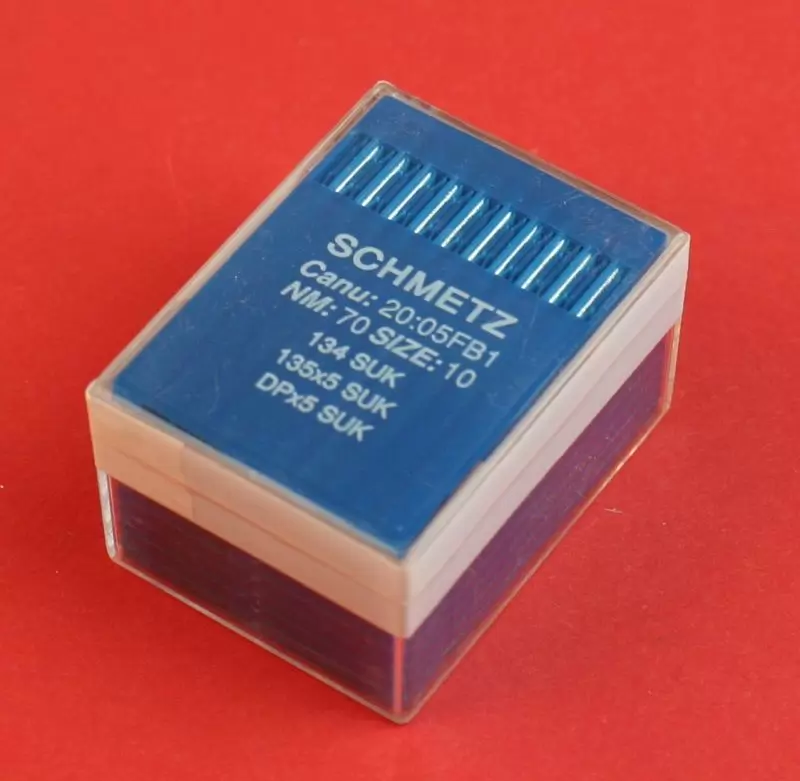 SCHMETZ
Canu: 20:05FB1
NM: 70 SIZE: 10
134 SUK
135x5 SUK
DPx5 SUK